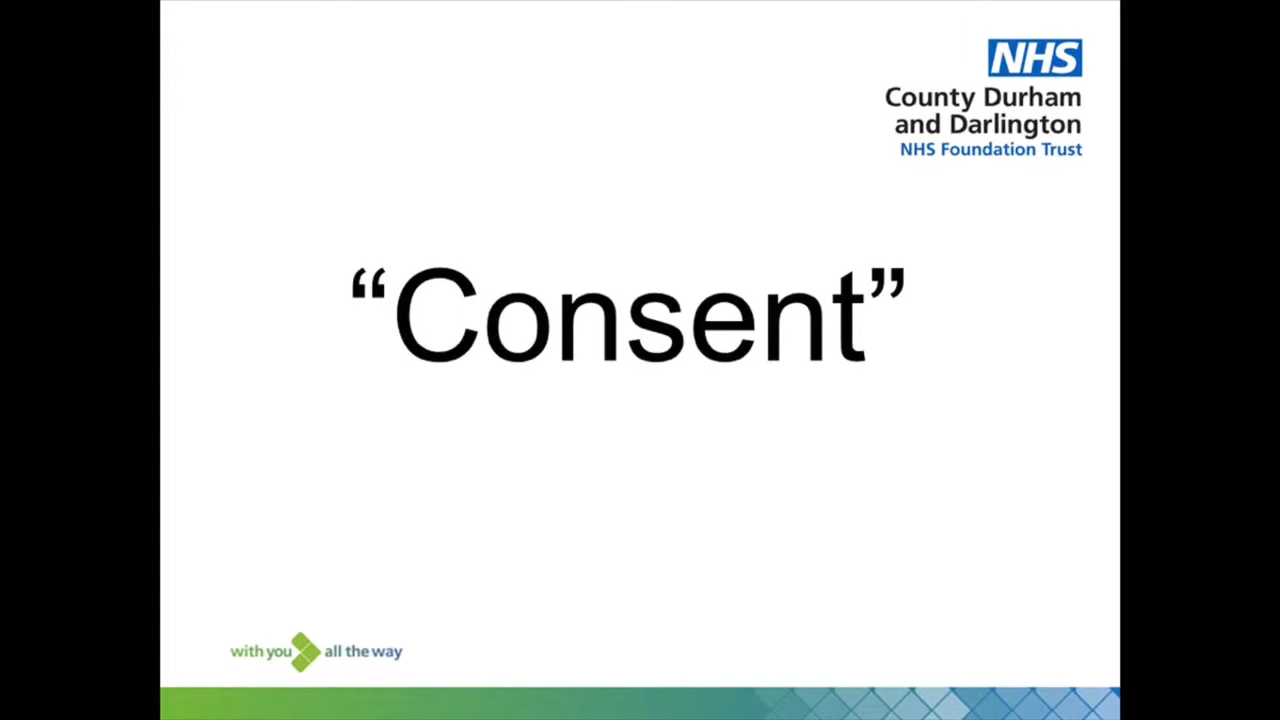 NHS
County Durham
and Darlington
NHS Foundation Trust
“Consent”
with you all the way